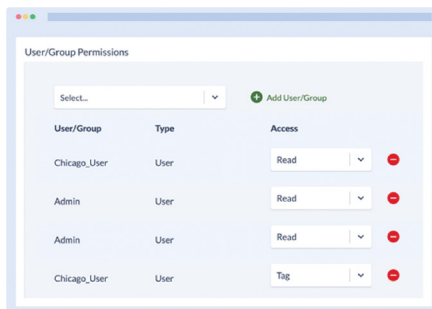 User/Group Permissions
Select... Add User/Group
User/Group Type Access
Chicago_User User Read
Admin User Read
Admin User Read
Chicago_User User Tag